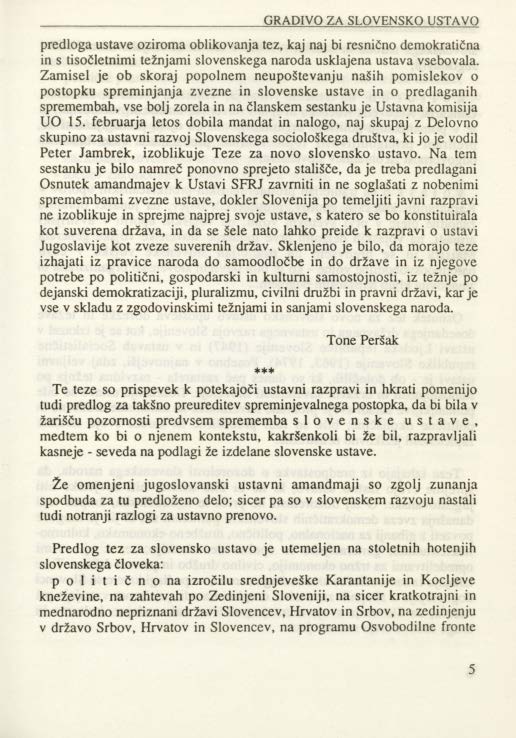 GRADIVO ZA SLOVENSKO USTAVO
predloga ustave oziroma oblikovanja tez, kaj naj bi resnično demokratična
in s tisočletnimi težnjami slovenskega naroda usklajena ustava vsebovala.
Zamisel je ob skoraj popolnem neupoštevanju naših pomislekov o
postopku spreminjanja zvezne in slovenske ustave in o predlaganih
spremembah, vse bolj zorela in na članskem sestanku je Ustavna komisija
UO 15. februarja letos dobila mandat in nalogo, naj skupaj z Delovno
skupino za ustavni razvoj Slovenskega sociološkega društva, ki jo je vodil
Peter Jambrek, izoblikuje Teze za novo slovensko ustavo. Na tem
sestanku je bilo namreč ponovno sprejeto stališče, da je treba predlagani
Osnutek amandmajev k Ustavi SFRJ zavrniti in ne soglašati z nobenimi
spremembami zvezne ustave, dokler Slovenija po temeljiti javni razpravi
ne izoblikuje in sprejme najprej svoje ustave, s katero se bo konstituirala
kot suverena država, in da se šele nato lahko preide k razpravi o ustavi
Jugoslavije kot zveze suverenih držav. Sklenjeno je bilo, da morajo teze
izhajati iz pravice naroda do samoodločbe in do države in iz njegove
potrebe po politični, gospodarski in kulturni samostojnosti, iz težnje po
dejanski demokratizaciji, pluralizmu, civilni družbi in pravni državi, kar je
vse v skladu z zgodovinskimi težnjami in sanjami slovenskega naroda.
Tone Peršak
***
Te teze so prispevek k potekajoči ustavni razpravi in hkrati pomenijo
tudi predlog za takšno preureditev spreminjevalnega postopka, da bi bila v
žarišču pozornosti predvsem sprememba s l o v e n s k e u s t a v e ,
medtem ko bi o njenem kontekstu, kakršenkoli bi že bil, razpravljali
kasneje - seveda na podlagi že izdelane slovenske ustave.
Že omenjeni jugoslovanski ustavni amandmaji so zgolj zunanja
spodbuda za tu predloženo delo; sicer pa so v slovenskem razvoju nastali
tudi notranji razlogi za ustavno prenovo.
Predlog tez za slovensko ustavo je utemeljen na stoletnih hotenjih
slovenskega človeka:
p o l i t i č n o na izročilu srednjeveške Karantanije in Kocljeve
kneževine, na zahtevah po Zedinjeni Sloveniji, na sicer kratkotrajni in
mednarodno nepriznani državi Slovencev, Hrvatov in Srbov, na zedinjenju
v državo Srbov, Hrvatov in Slovencev, na programu Osvobodilne fronte
5